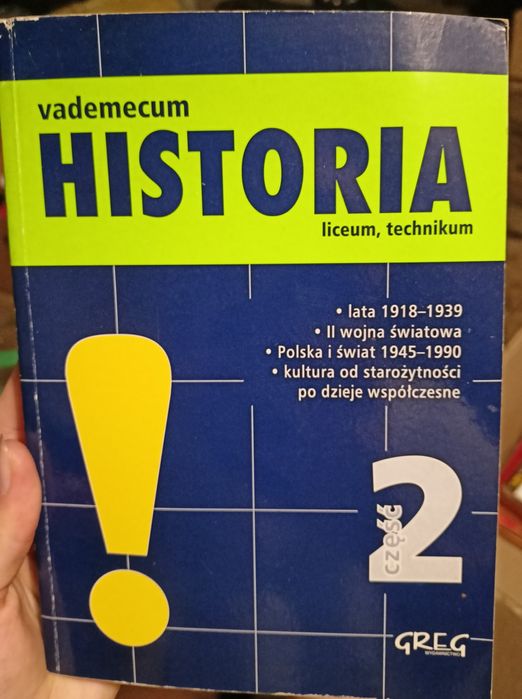 vademecum
HISTORIA
liceum, technikum
• lata 1918–1939
• II wojna światowa
• Polska i świat 1945–1990
• kultura od starożytności
po dzieje współczesne
część
2
GREG
WYDAWNICTWO